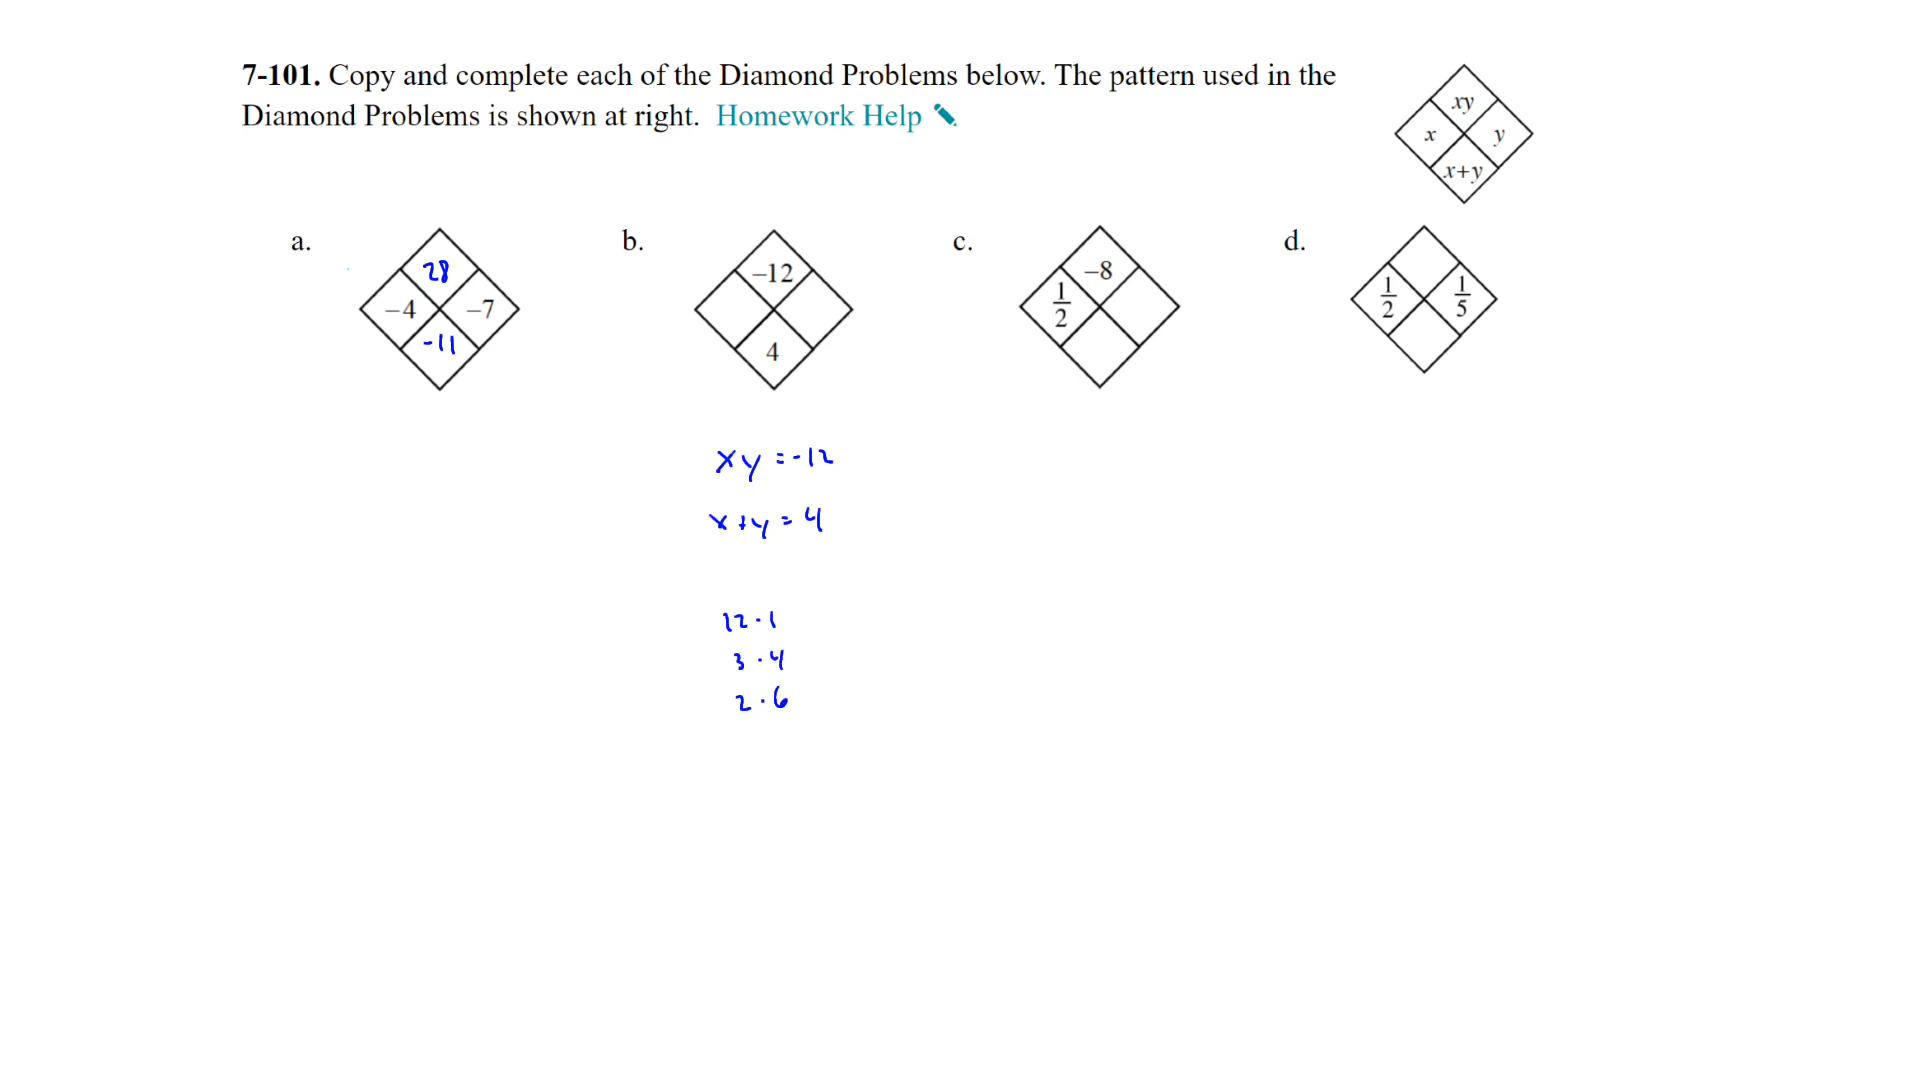 7-101. Copy and complete each of the Diamond Problems below. The pattern used in the
Diamond Problems is shown at right. Homework Help
xy
x y
x+y
a.
28
−4 −7
-11
b.
−12
4
c.
−8
1/2
d.
1/2 1/5
xy = -12
x+y = 4
12 · 1
3 · 4
2 · 6